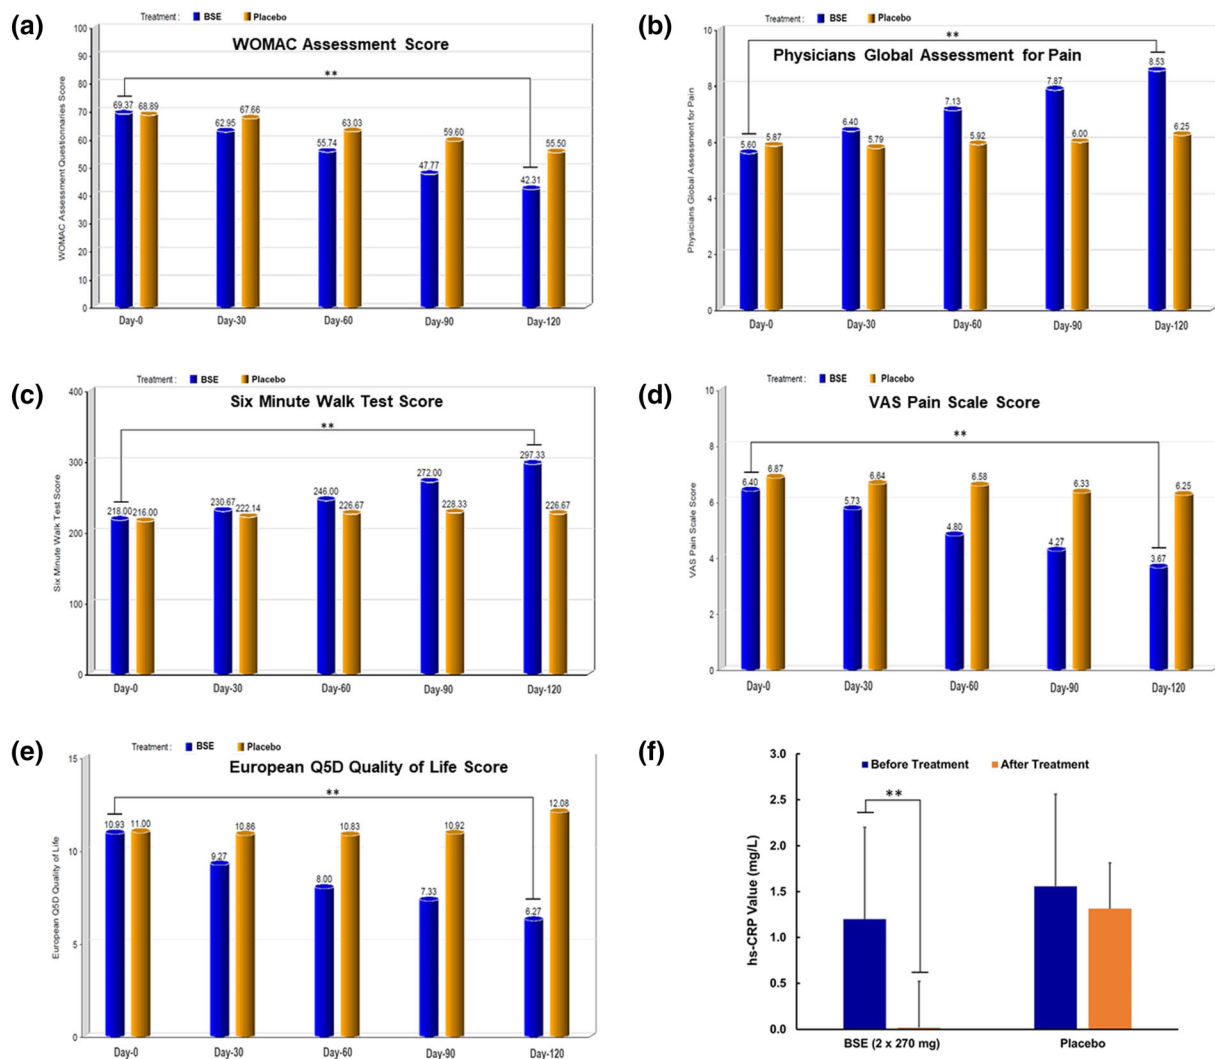 (a)
Treatment : BSE Placebo
WOMAC Assessment Score
WOMAC Assessment Questionnaries Score
100
90
80
70
60
50
40
30
20
10
0
**
69.37 68.89
62.95 67.66
55.74 63.03
47.77 59.60
42.31 55.50
Day-0 Day-30 Day-60 Day-90 Day-120
(b)
Treatment : BSE Placebo
Physicians Global Assessment for Pain
Physicians Global Assessment for Pain
10
8
6
4
2
0
**
5.60 5.87
6.40 5.79
7.13 5.92
7.87 6.00
8.53 6.25
Day-0 Day-30 Day-60 Day-90 Day-120
(c)
Treatment : BSE Placebo
Six Minute Walk Test Score
Six Minute Walk Test Score
400
300
200
100
0
**
218.00 216.00
230.67 222.14
246.00 226.67
272.00 228.33
297.33 226.67
Day-0 Day-30 Day-60 Day-90 Day-120
(d)
Treatment : BSE Placebo
VAS Pain Scale Score
VAS Pain Scale Score
10
8
6
4
2
0
**
6.40 6.87
5.73 6.64
4.80 6.58
4.27 6.33
3.67 6.25
Day-0 Day-30 Day-60 Day-90 Day-120
(e)
Treatment : BSE Placebo
European Q5D Quality of Life Score
European Q5D Quality of Life
15
10
5
0
**
10.93 11.00
9.27 10.86
8.00 10.83
7.33 10.92
6.27 12.08
Day-0 Day-30 Day-60 Day-90 Day-120
(f)
Before Treatment After Treatment
hs-CRP Value (mg/L)
3.0
2.5
2.0
1.5
1.0
0.5
0.0
**
BSE (2 x 270 mg) Placebo